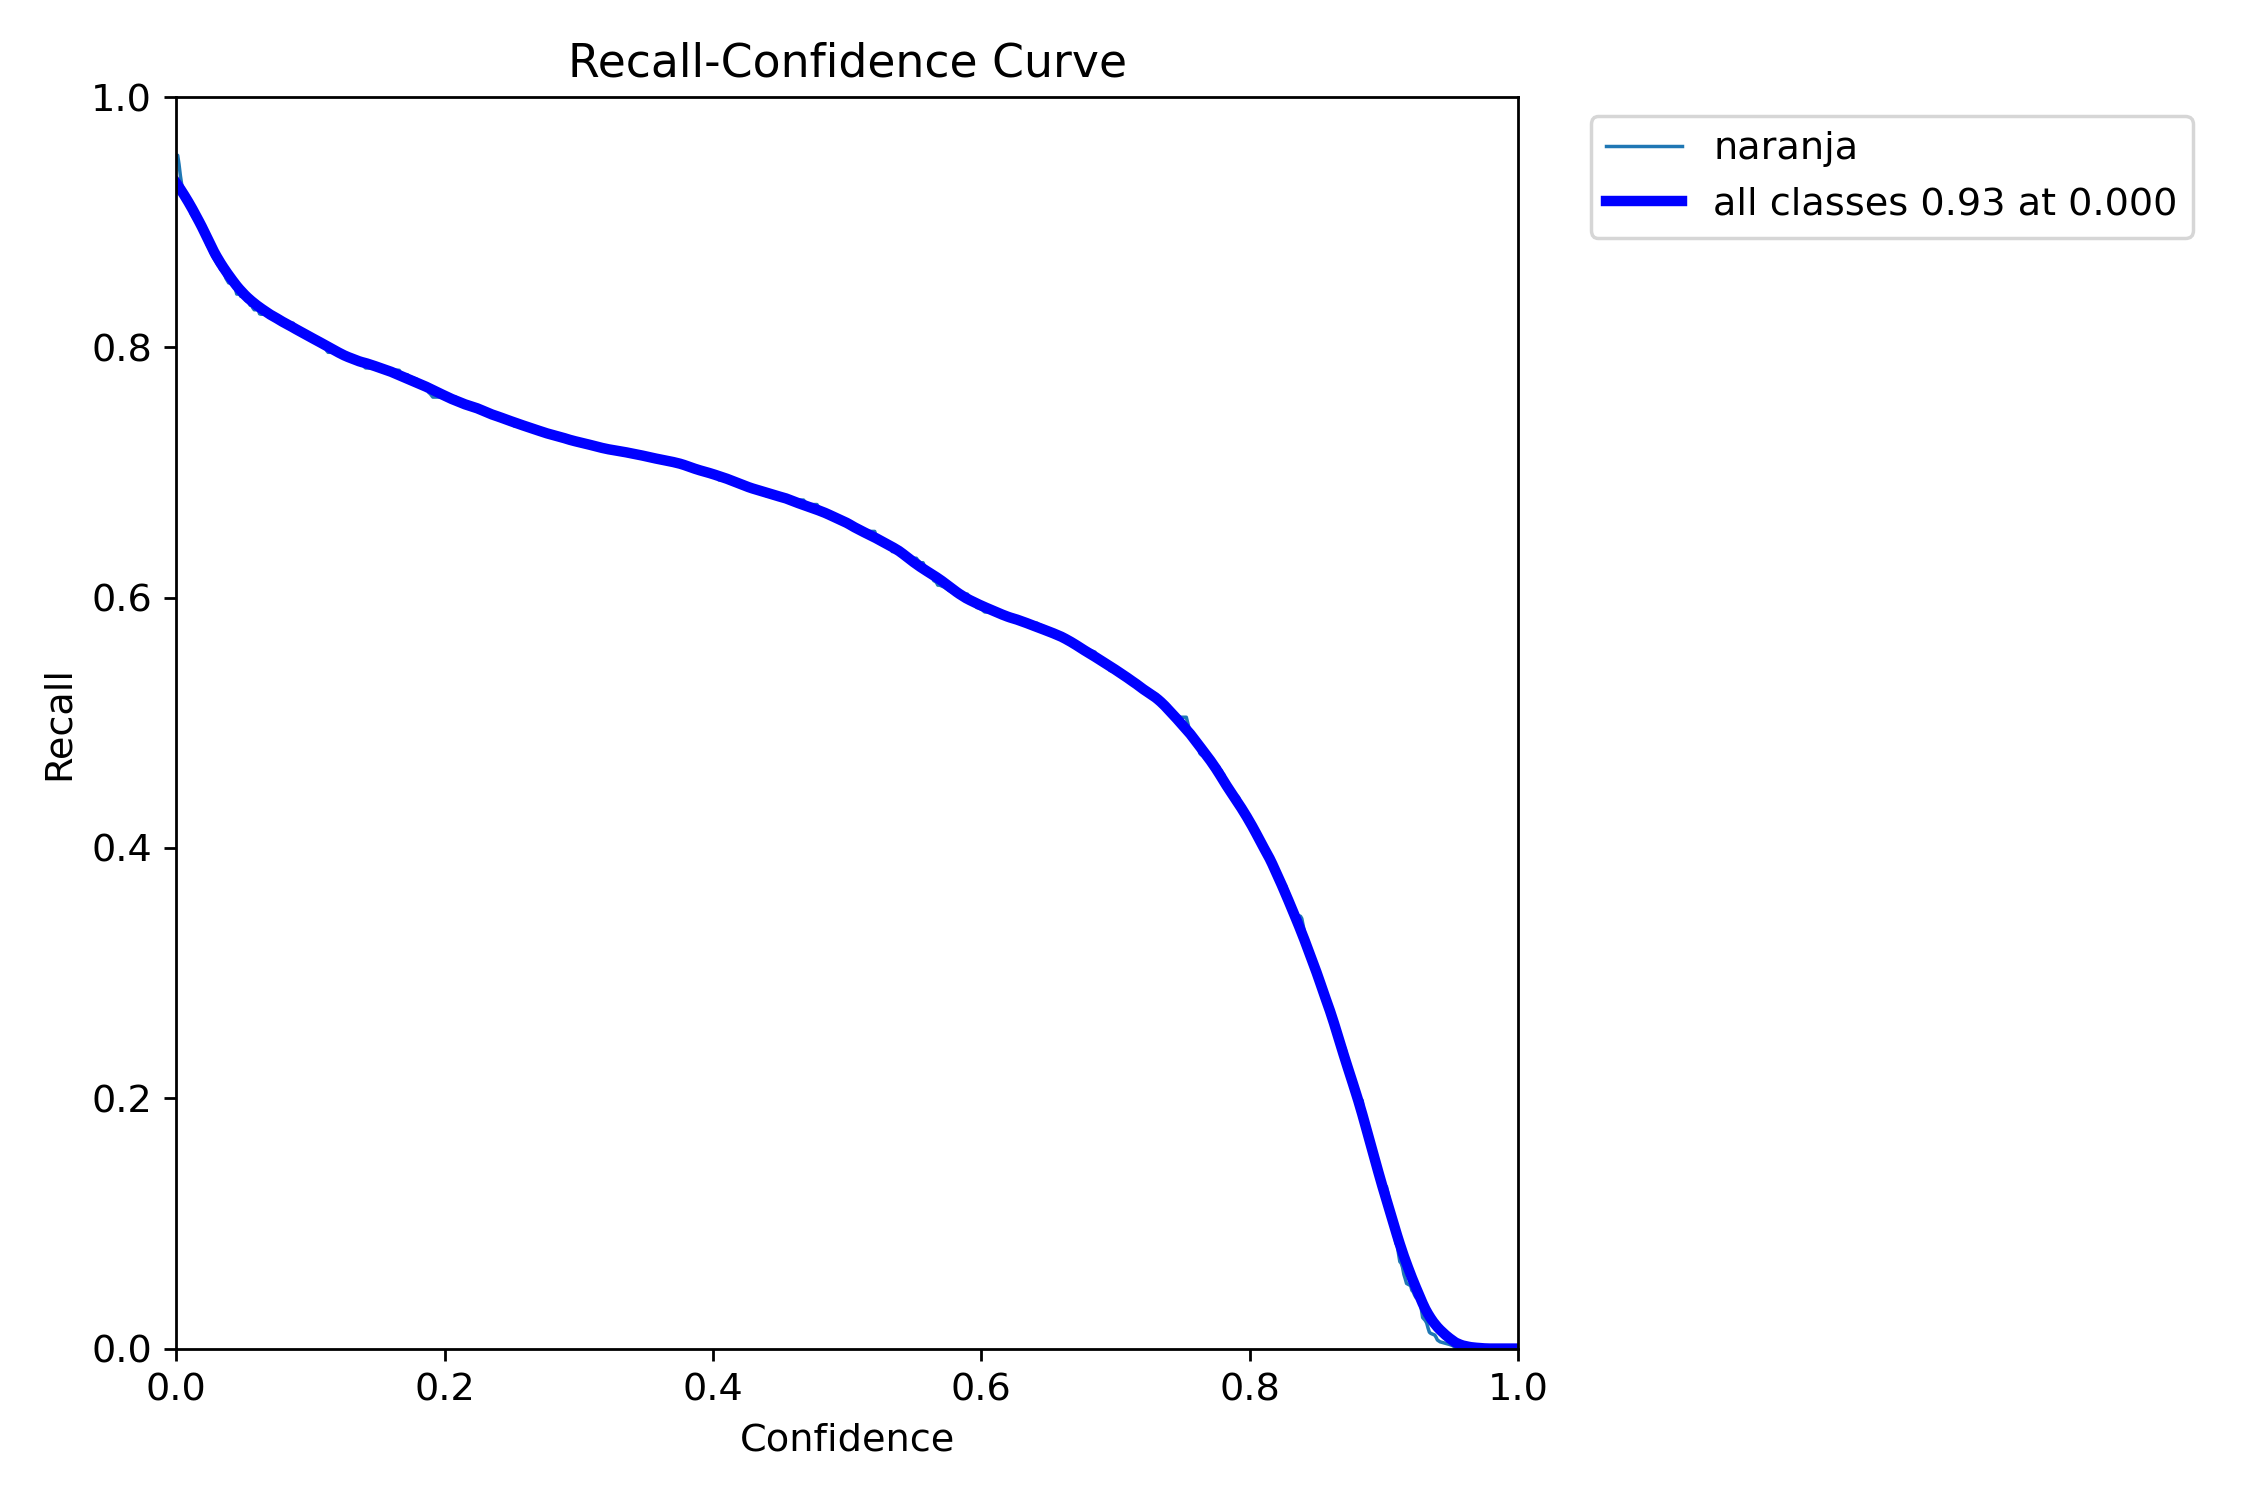 Recall-Confidence Curve
1.0
0.8
0.6
0.4
0.2
0.0
Recall
0.0 0.2 0.4 0.6 0.8 1.0
Confidence
naranja
all classes 0.93 at 0.000